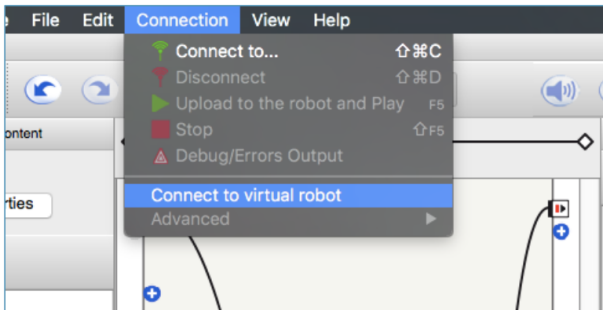 File Edit Connection View Help
Connect to... ⇧⌘C
Disconnect ⇧⌘D
Upload to the robot and Play F5
Stop ⇧F5
ontent
Debug/Errors Output
Connect to virtual robot
rties
Advanced